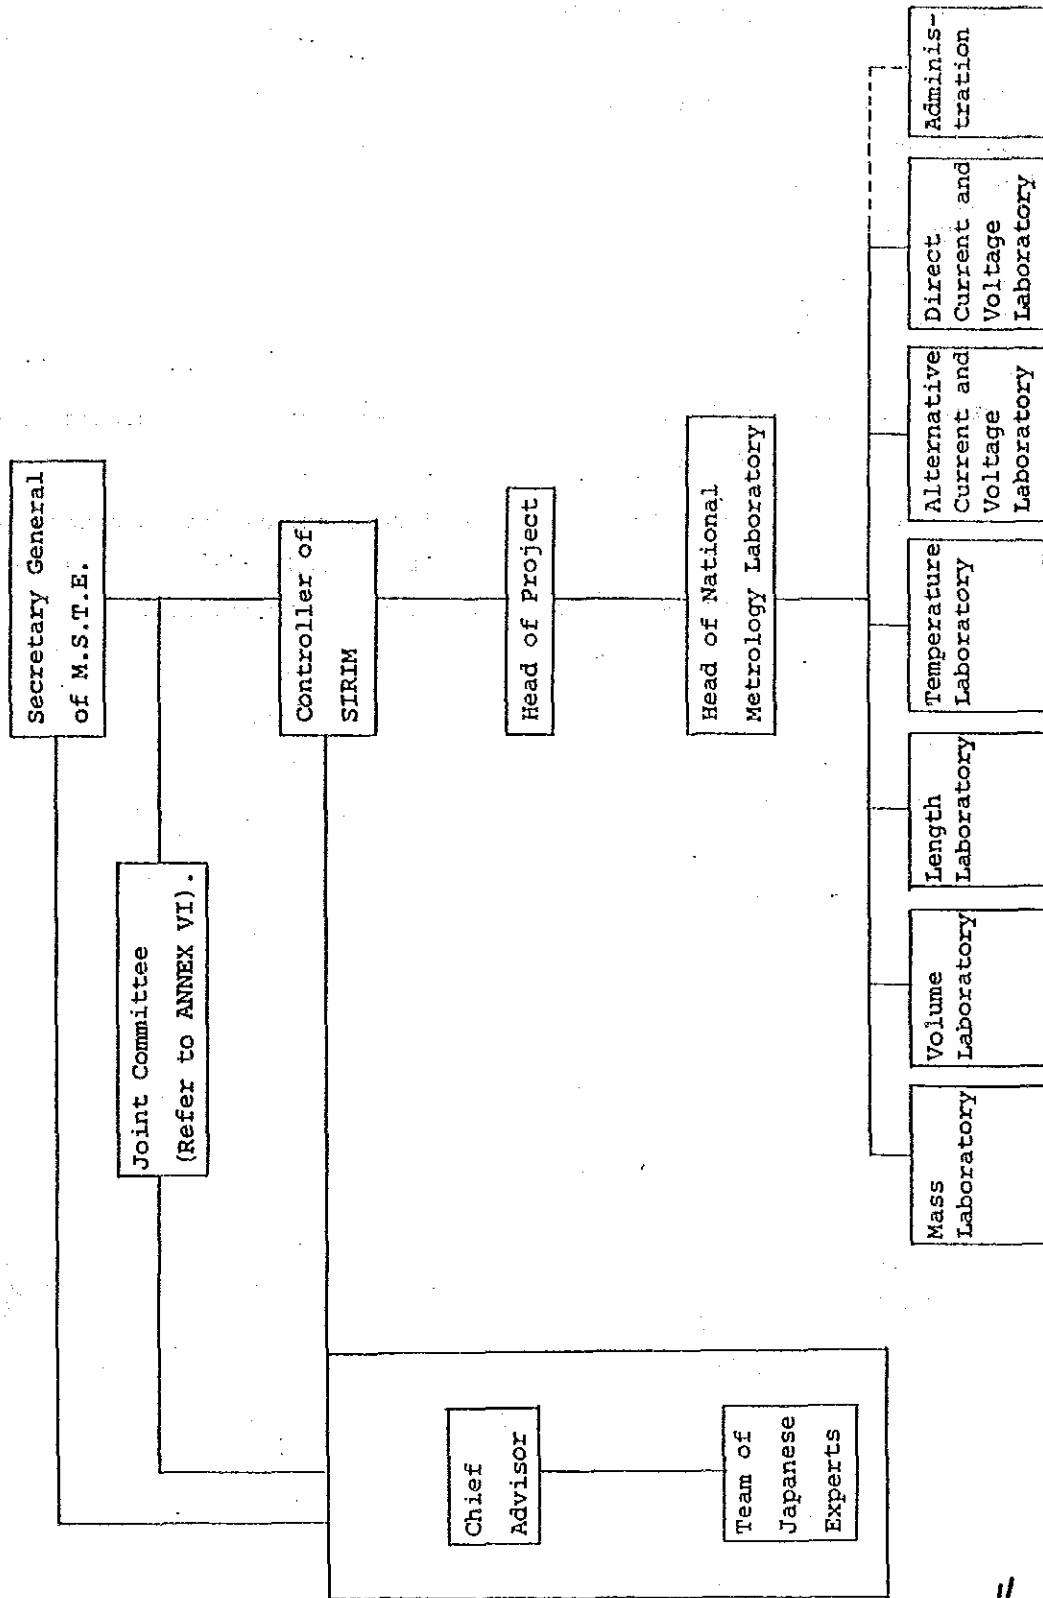 Secretary General
of M.S.T.E.
Joint Committee
(Refer to ANNEX VI).
Controller of
SIRIM
Chief
Advisor
Head of Project
Team of
Japanese
Experts
Head of National
Metrology Laboratory
Mass
Laboratory
Volume
Laboratory
Length
Laboratory
Temperature
Laboratory
Alternative
Current and
Voltage
Laboratory
Direct
Current and
Voltage
Laboratory
Adminis-
tration
11